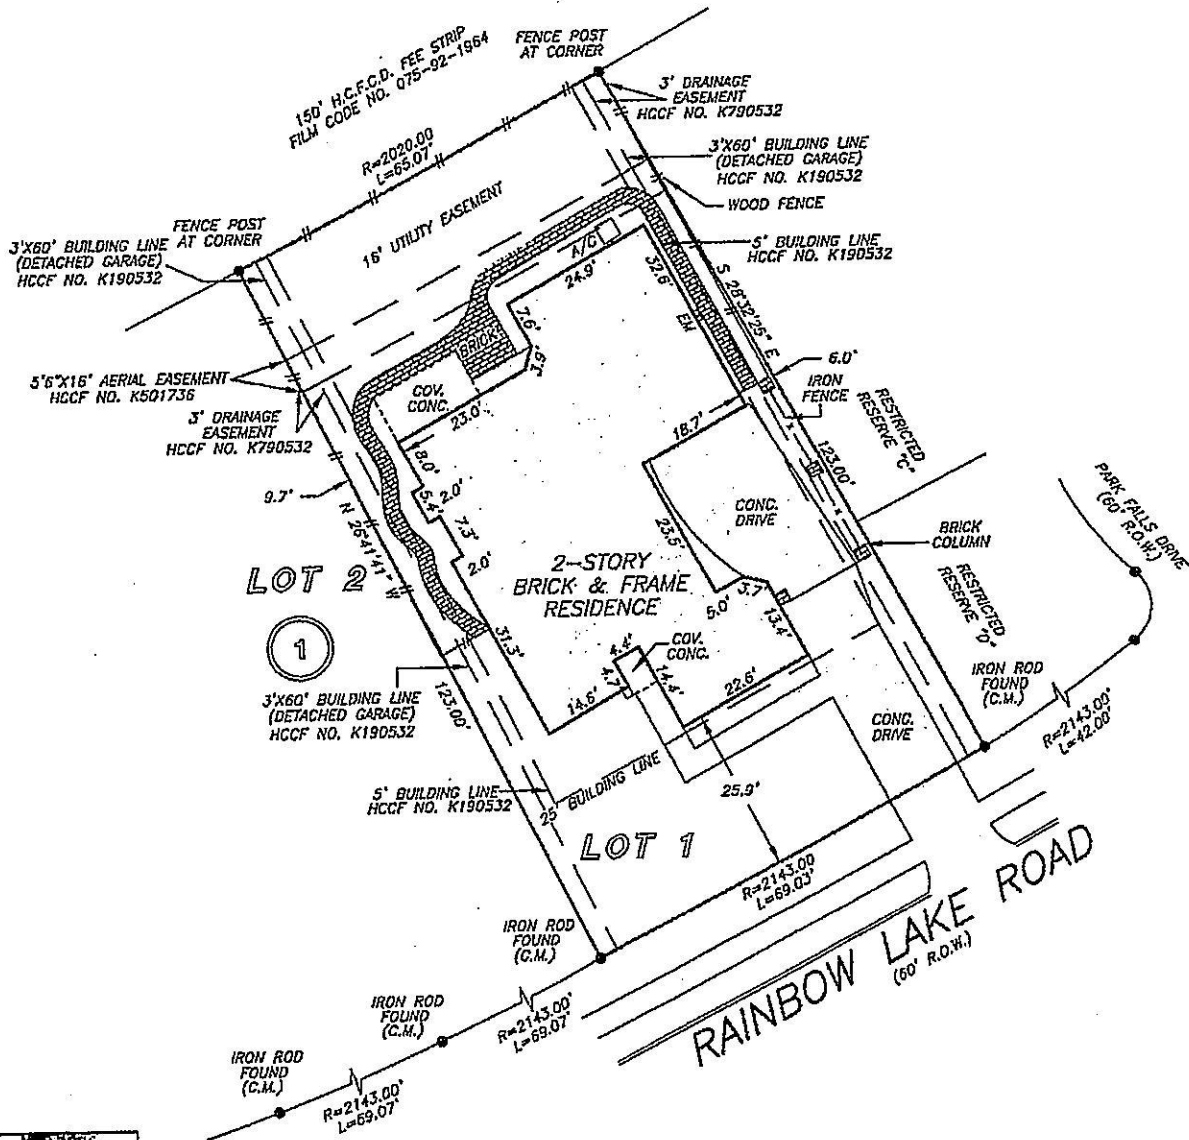 150' H.C.F.C.D. FEE STRIP
FILM CODE NO. 075-92-1964
FENCE POST
AT CORNER
3' DRAINAGE
EASEMENT
HCCF NO. K790532
R=2020.00
L=65.07'
3'X60' BUILDING LINE
(DETACHED GARAGE)
HCCF NO. K190532
WOOD FENCE
16' UTILITY EASEMENT
FENCE POST
AT CORNER
3'X60' BUILDING LINE
(DETACHED GARAGE)
HCCF NO. K190532
5' BUILDING LINE
HCCF NO. K190532
A/C
24.9'
32.6'
S 28°32'25" E
7.6'
EM
BRICK
3.9'
6.0'
IRON
FENCE
5'6"X16' AERIAL EASEMENT
HCCF NO. K501736
COV.
CONC.
23.0'
3' DRAINAGE
EASEMENT
HCCF NO. K790532
RESTRICTED
RESERVE "C"
18.7'
8.0'
123.00'
9.7'
2.0'
5.4'
N 26°41'41" W
7.3'
23.5'
CONC.
DRIVE
PARK FALLS DRIVE
(60' R.O.W.)
BRICK
COLUMN
2.0'
2-STORY
BRICK & FRAME
RESIDENCE
LOT 2
1
3.7'
5.0'
13.4'
RESTRICTED
RESERVE "D"
31.3'
4.4'
COV.
CONC.
4.7'
14.4'
22.6'
14.6'
IRON ROD
FOUND
(C.M.)
3'X60' BUILDING LINE
(DETACHED GARAGE)
HCCF NO. K190532
123.00'
CONC.
DRIVE
R=2143.00'
L=42.00'
5' BUILDING LINE
HCCF NO. K190532
25' BUILDING LINE
25.9'
LOT 1
R=2143.00
L=69.03'
RAINBOW LAKE ROAD
(60' R.O.W.)
IRON ROD
FOUND
(C.M.)
IRON ROD
FOUND
(C.M.)
R=2143.00'
L=69.07'
IRON ROD
FOUND
(C.M.)
R=2143.00'
L=69.07'